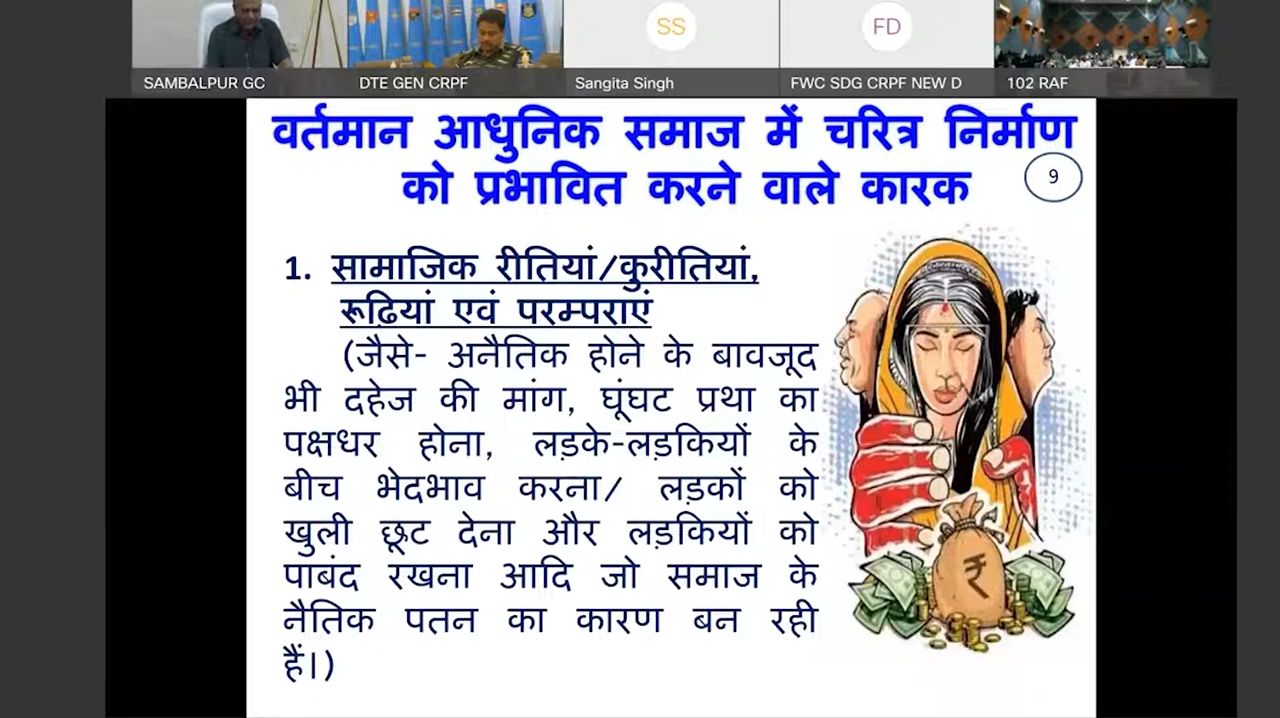 SS
FD
SAMBALPUR GC
DTE GEN CRPF
Sangita Singh
FWC SDG CRPF NEW D
102 RAF
वर्तमान आधुनिक समाज में चरित्र निर्माण
को प्रभावित करने वाले कारक
9
1. सामाजिक रीतियां/कुरीतियां,
रूढ़ियां एवं परम्पराएं
(जैसे- अनैतिक होने के बावजूद
भी दहेज की मांग, घूंघट प्रथा का
पक्षधर होना, लड़के-लड़कियों के
बीच भेदभाव करना/ लड़कों को
खुली छूट देना और लड़कियों को
पाबंद रखना आदि जो समाज के
नैतिक पतन का कारण बन रही
हैं।)
₹